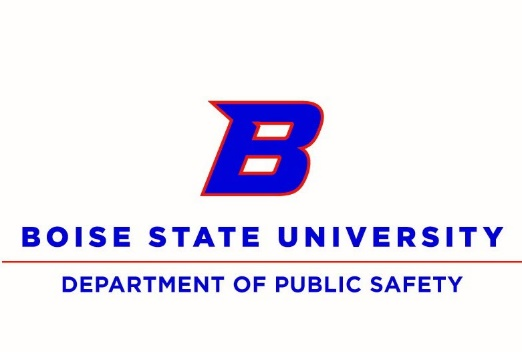 B
BOISE STATE UNIVERSITY
DEPARTMENT OF PUBLIC SAFETY